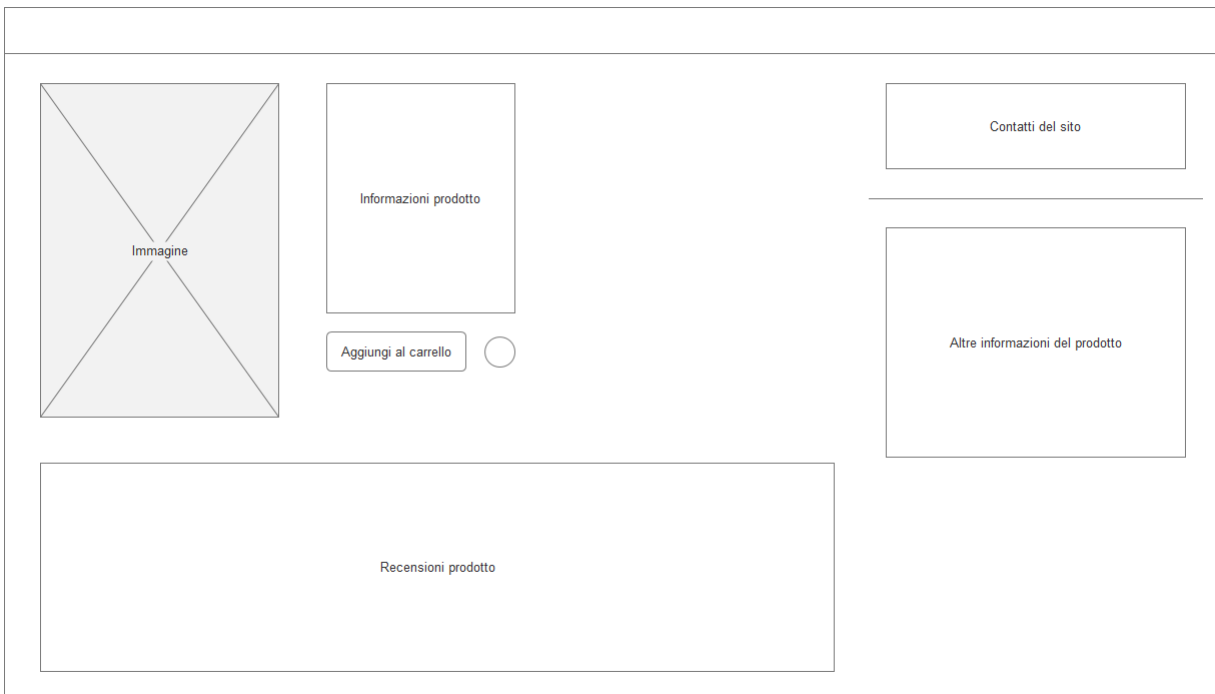 Immagine
Informazioni prodotto
Aggiungi al carrello
Contatti del sito
Altre informazioni del prodotto
Recensioni prodotto